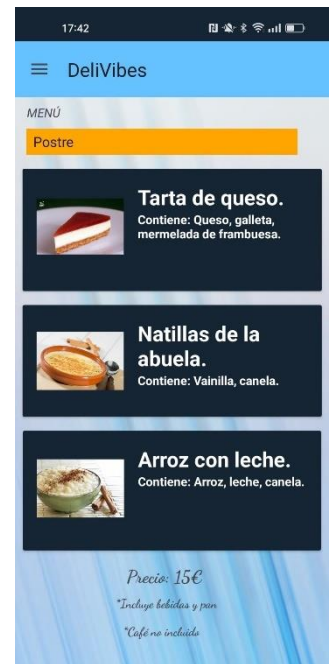 17:42
DeliVibes
MENÚ
Postre
Tarta de queso.
Contiene: Queso, galleta,
mermelada de frambuesa.
Natillas de la
abuela.
Contiene: Vainilla, canela.
Arroz con leche.
Contiene: Arroz, leche, canela.
Precio: 15€
*Incluye bebidas y pan
*Café no incluido